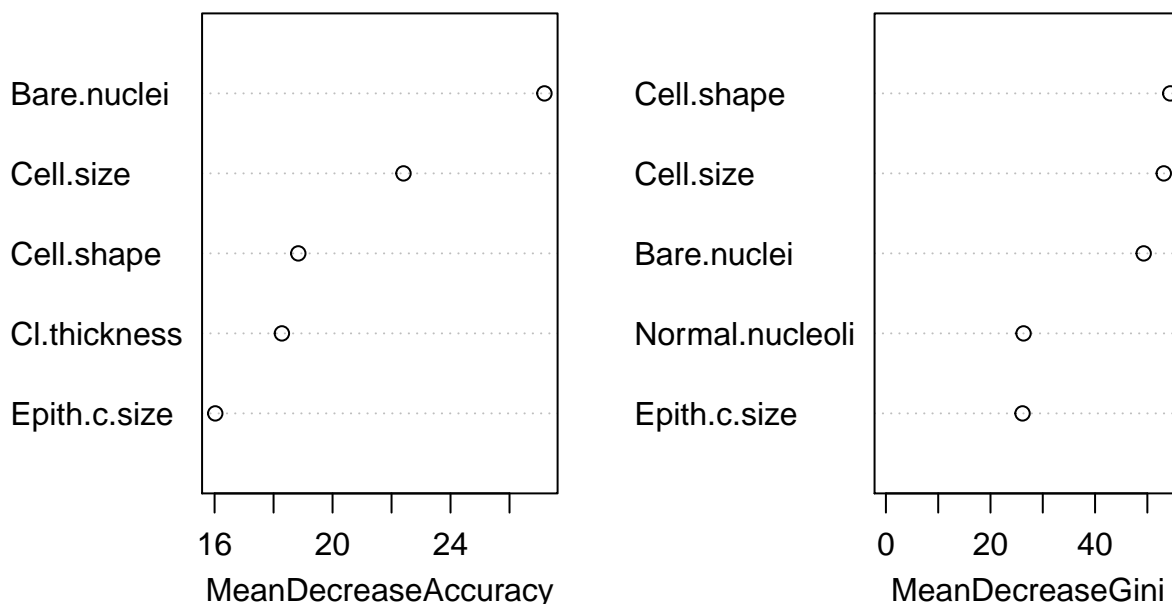 Bare.nuclei
Cell.size
Cell.shape
Cl.thickness
Epith.c.size
16 20 24
MeanDecreaseAccuracy
Cell.shape
Cell.size
Bare.nuclei
Normal.nucleoli
Epith.c.size
0 20 40
MeanDecreaseGini